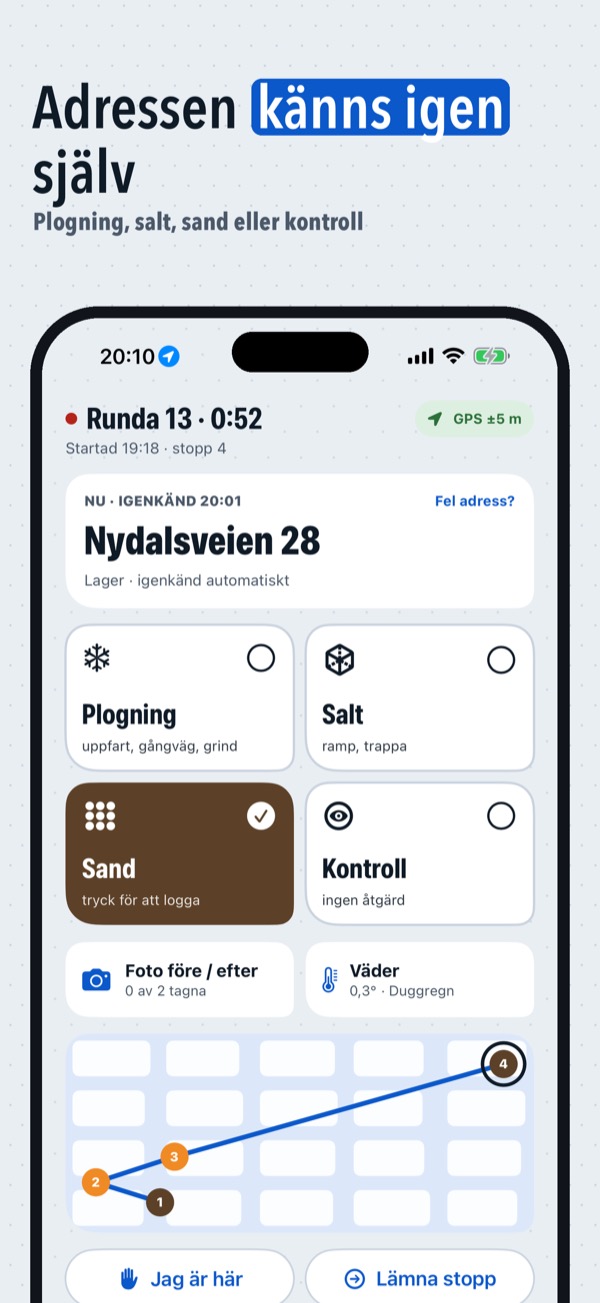 Adressen känns igen
själv
Plogning, salt, sand eller kontroll
20:10
Runda 13 · 0:52
GPS ±5 m
Startad 19:18 · stopp 4
NU · IGENKÄND 20:01
Fel adress?
Nydalsveien 28
Lager · igenkänd automatiskt
Plogning
uppfart, gångväg, grind
Salt
ramp, trappa
Sand
tryck för att logga
Kontroll
ingen åtgärd
Foto före / efter
0 av 2 tagna
Väder
0,3° · Duggregn
4
3
2
1
Jag är här
Lämna stopp